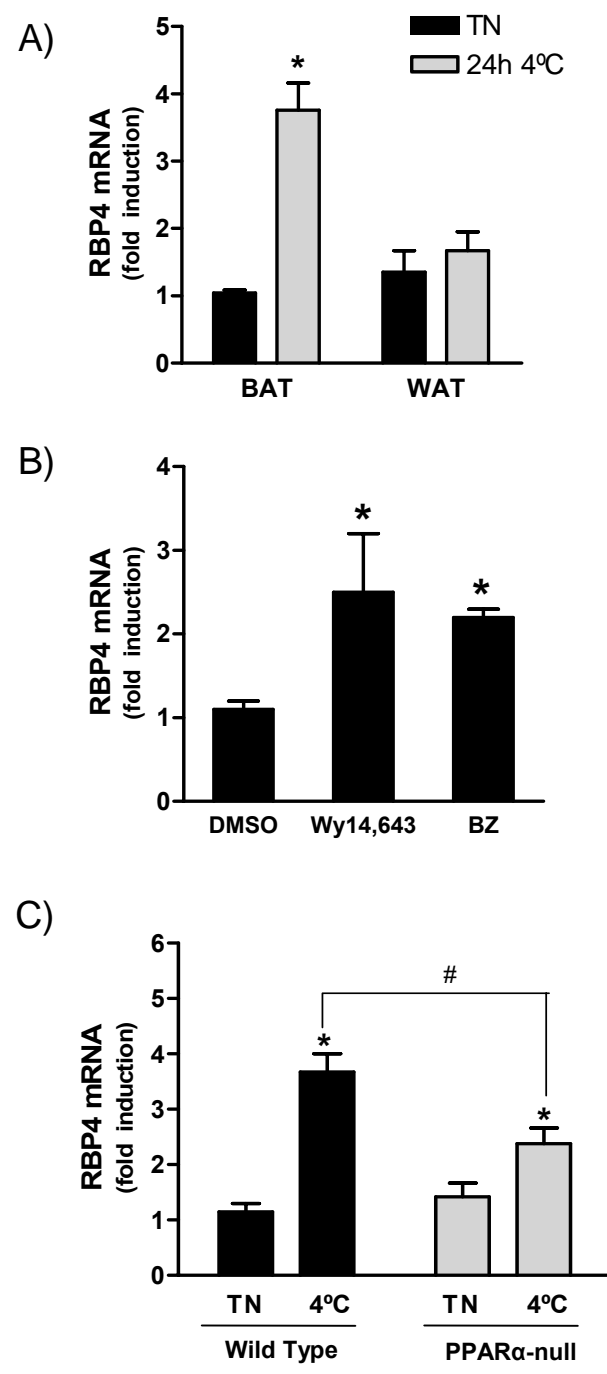 A)
TN
24h 4ºC
RBP4 mRNA
(fold induction)
5
4
3
2
1
0
*
BAT WAT
B)
RBP4 mRNA
(fold induction)
4
3
2
1
0
* *
DMSO Wy14,643 BZ
C)
RBP4 mRNA
(fold induction)
6
5
4
3
2
1
0
#
* *
TN 4ºC TN 4ºC
Wild Type PPARα-null